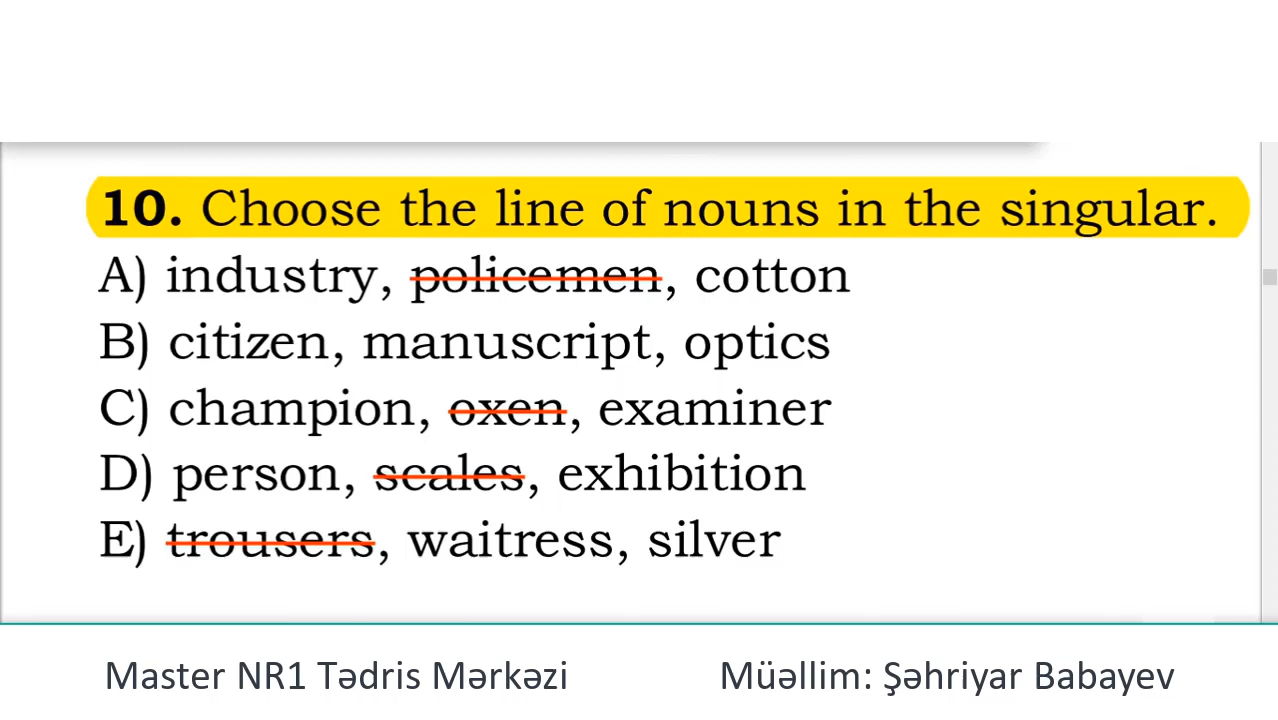 10. Choose the line of nouns in the singular.
A) industry, policemen, cotton
B) citizen, manuscript, optics
C) champion, oxen, examiner
D) person, scales, exhibition
E) trousers, waitress, silver
Master NR1 Tədris Mərkəzi Müəllim: Şəhriyar Babayev